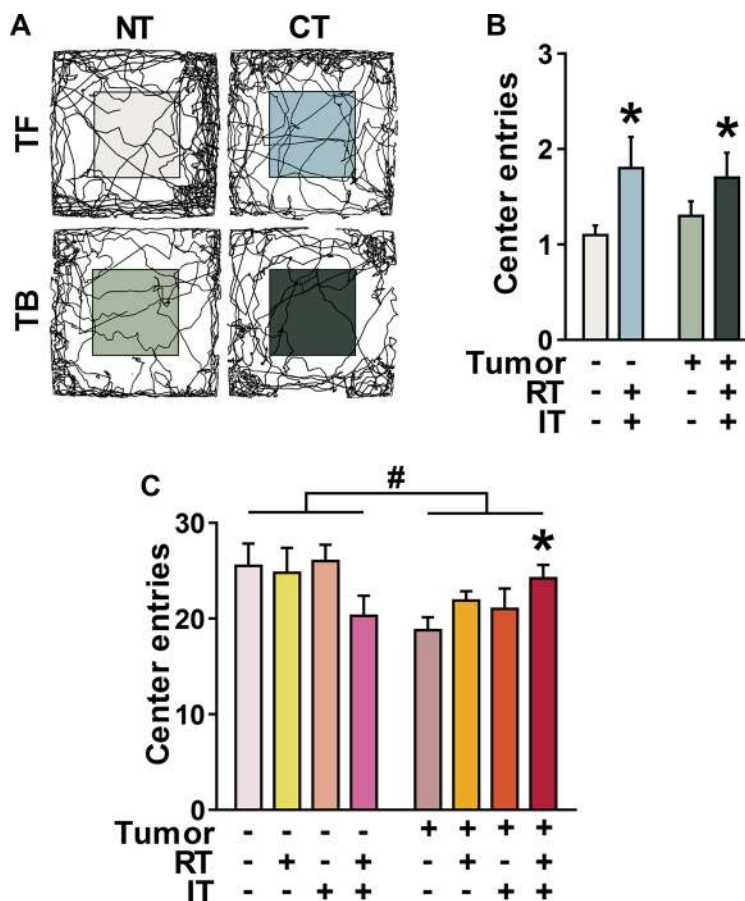 A
NT CT
TF
TB
B
Center entries
3
2
1
0
* *
Tumor - - + +
RT - + - +
IT - + - +
C
#
*
Center entries
30
20
10
0
Tumor - - - - + + + +
RT - + - + - + - +
IT - - + + - - + +